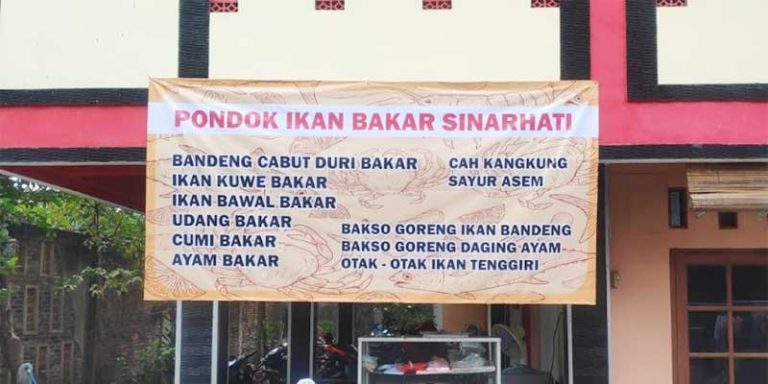 PONDOK IKAN BAKAR SINARHATI
BANDENG CABUT DURI BAKAR
IKAN KUWE BAKAR
IKAN BAWAL BAKAR
UDANG BAKAR
CUMI BAKAR
AYAM BAKAR
CAH KANGKUNG
SAYUR ASEM
BAKSO GORENG IKAN BANDENG
BAKSO GORENG DAGING AYAM
OTAK - OTAK IKAN TENGGIRI